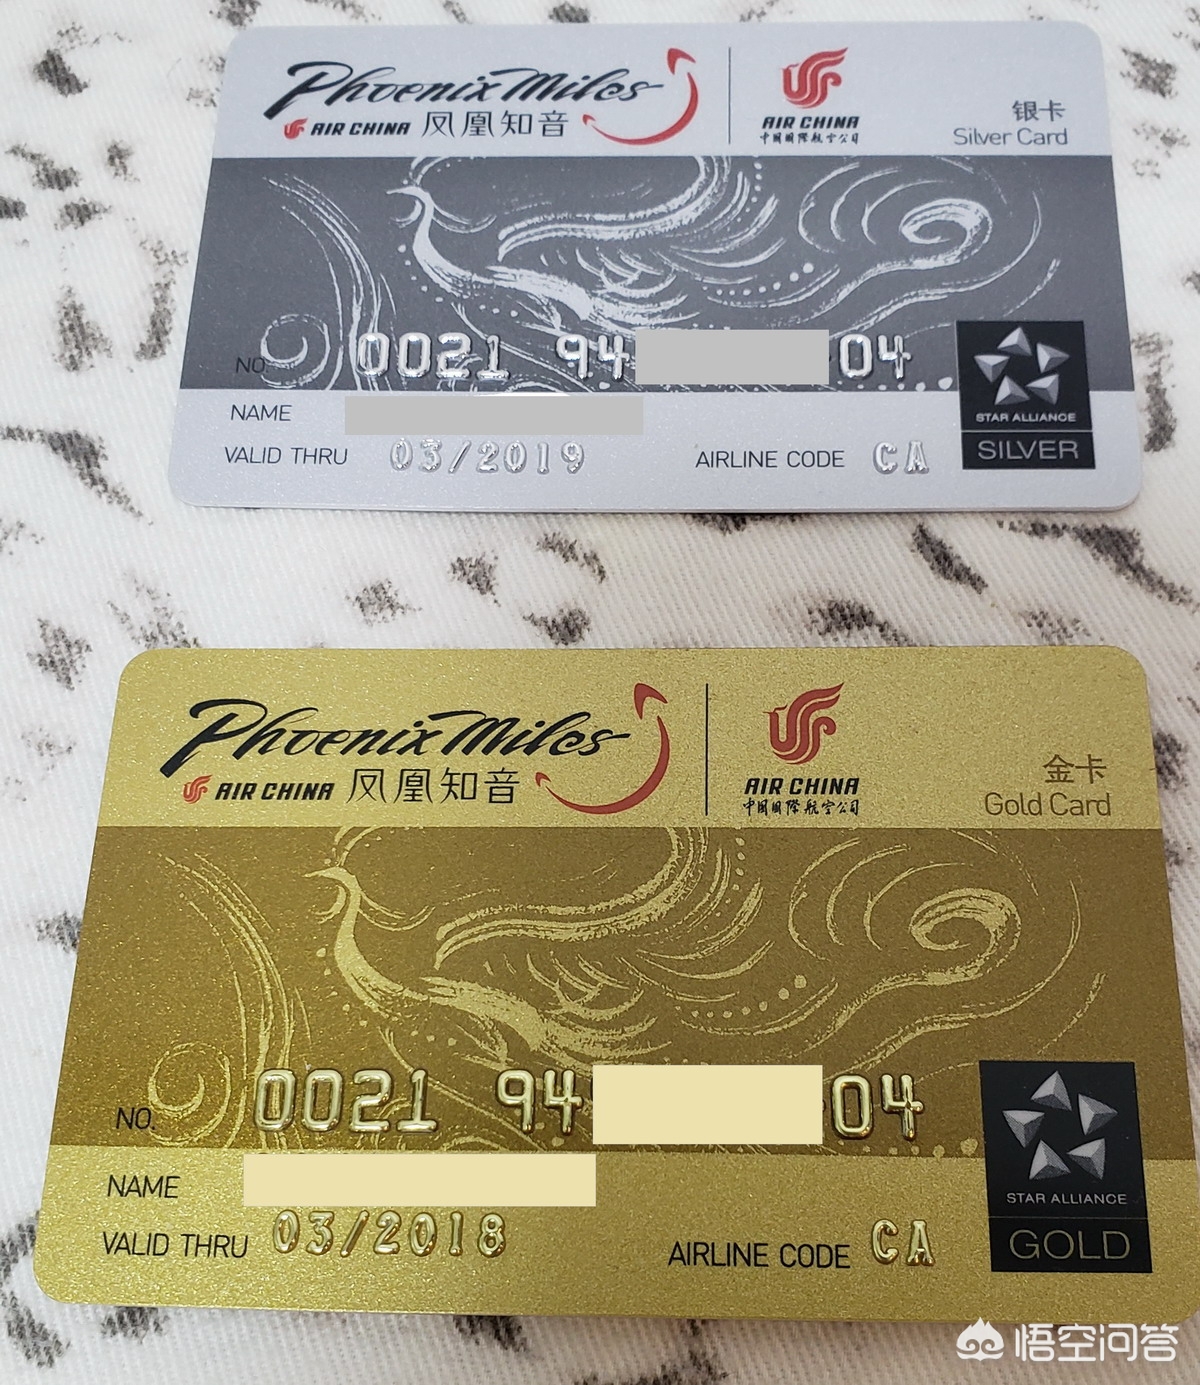 Phoenix Miles
AIR CHINA 凤凰知音
AIR CHINA
中国国际航空公司
银卡
Silver Card
NO. 0021 94 04
NAME
VALID THRU 03/2019
AIRLINE CODE CA
STAR ALLIANCE
SILVER
Phoenix Miles
AIR CHINA 凤凰知音
AIR CHINA
中国国际航空公司
金卡
Gold Card
NO. 0021 94 04
NAME
VALID THRU 03/2018
AIRLINE CODE CA
STAR ALLIANCE
GOLD
悟空问答